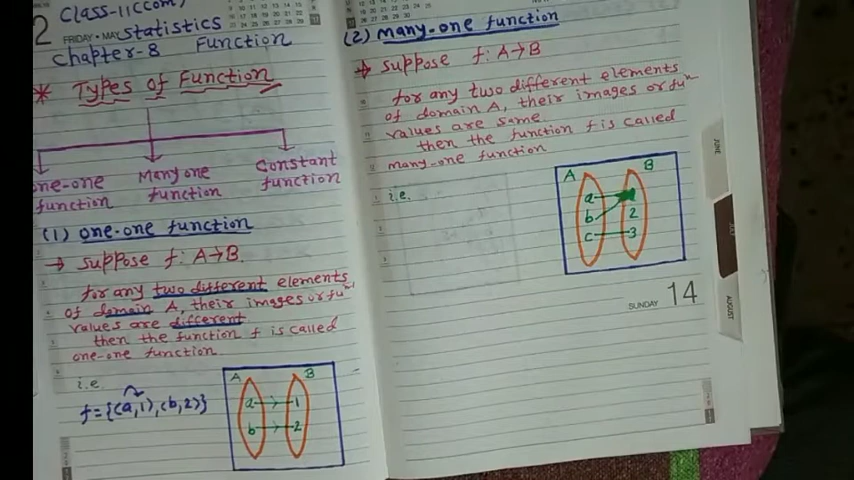 Class-11(Com)
2
FRIDAY • MAY
Statistics
Chapter-8 Function
* Types of Function
one-one function
Many one function
Constant function
(1) one-one function
→ Suppose f: A→B.
for any two different elements
of domain A, their images or fun
values are different
then the function f is called
one-one function
i.e.
f={(a,1),(b,2)}
A B
a 1
b 2
(2) many-one function
→ Suppose f: A→B
for any two different elements
of domain A, their images or fun
values are same.
then the function f is called
many-one function
i.e.
A B
a
b 2
c 3
SUNDAY 14
JUNE
JULY
AUGUST